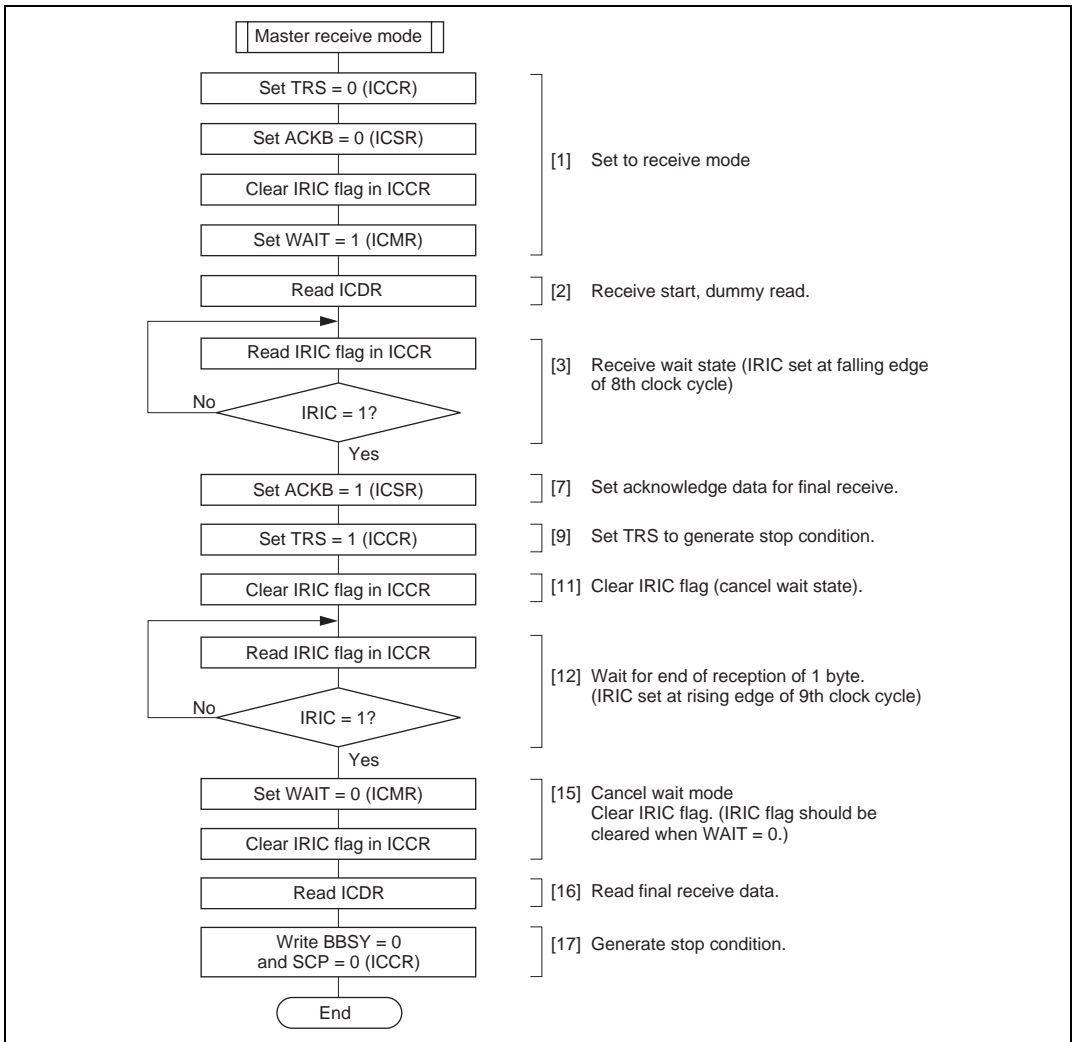 Master receive mode
Set TRS = 0 (ICCR)
Set ACKB = 0 (ICSR)
Clear IRIC flag in ICCR
Set WAIT = 1 (ICMR)
[1] Set to receive mode
Read ICDR
[2] Receive start, dummy read.
Read IRIC flag in ICCR
[3] Receive wait state (IRIC set at falling edge
of 8th clock cycle)
No
IRIC = 1?
Yes
Set ACKB = 1 (ICSR)
[7] Set acknowledge data for final receive.
Set TRS = 1 (ICCR)
[9] Set TRS to generate stop condition.
Clear IRIC flag in ICCR
[11] Clear IRIC flag (cancel wait state).
Read IRIC flag in ICCR
[12] Wait for end of reception of 1 byte.
(IRIC set at rising edge of 9th clock cycle)
No
IRIC = 1?
Yes
Set WAIT = 0 (ICMR)
Clear IRIC flag in ICCR
[15] Cancel wait mode
Clear IRIC flag. (IRIC flag should be
cleared when WAIT = 0.)
Read ICDR
[16] Read final receive data.
Write BBSY = 0
and SCP = 0 (ICCR)
[17] Generate stop condition.
End